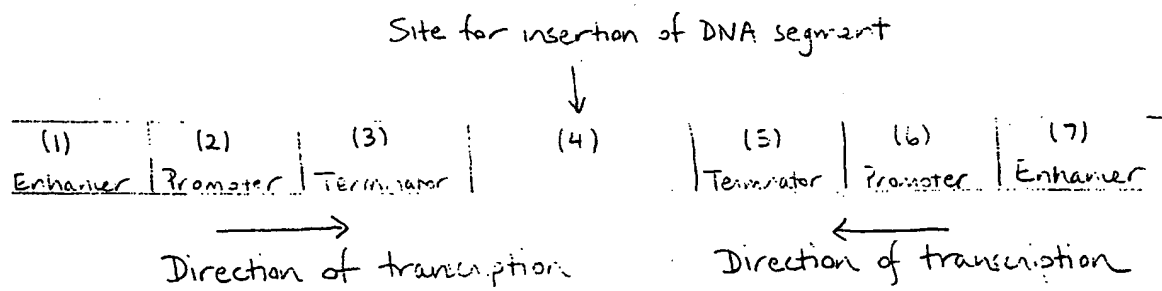 Site for insertion of DNA segment
(1) (2) (3) (4) (5) (6) (7)
Enhancer Promoter Terminator Terminator Promoter Enhancer
Direction of transcription Direction of transcription